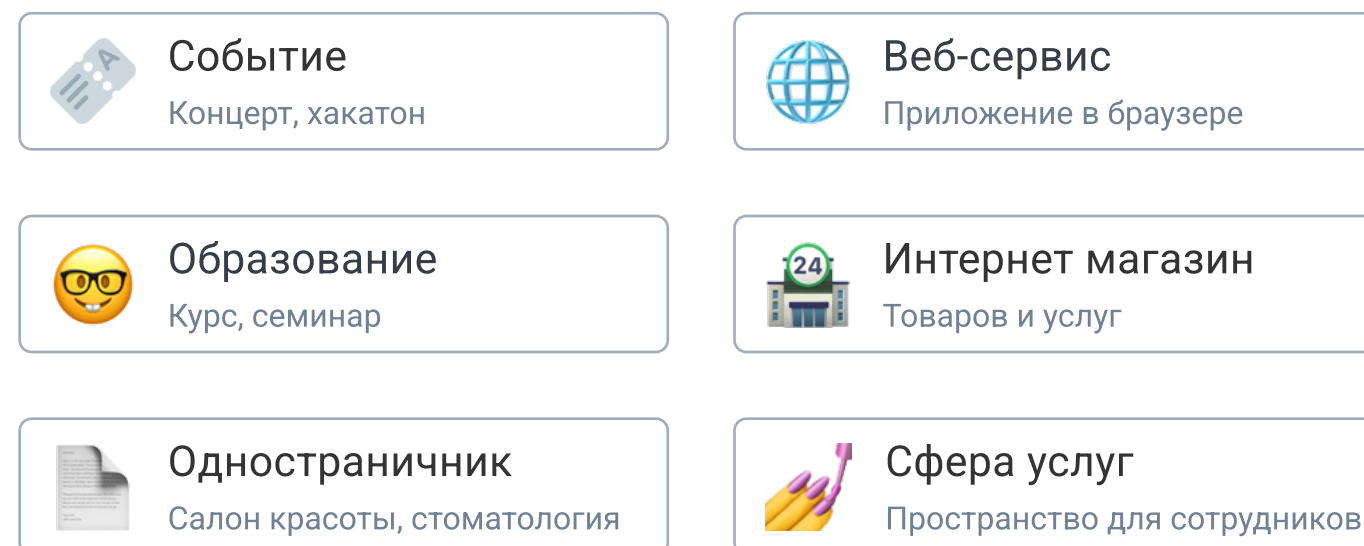 Событие
Концерт, хакатон
Веб-сервис
Приложение в браузере
Образование
Курс, семинар
24
Интернет магазин
Товаров и услуг
Одностраничник
Салон красоты, стоматология
Сфера услуг
Пространство для сотрудников